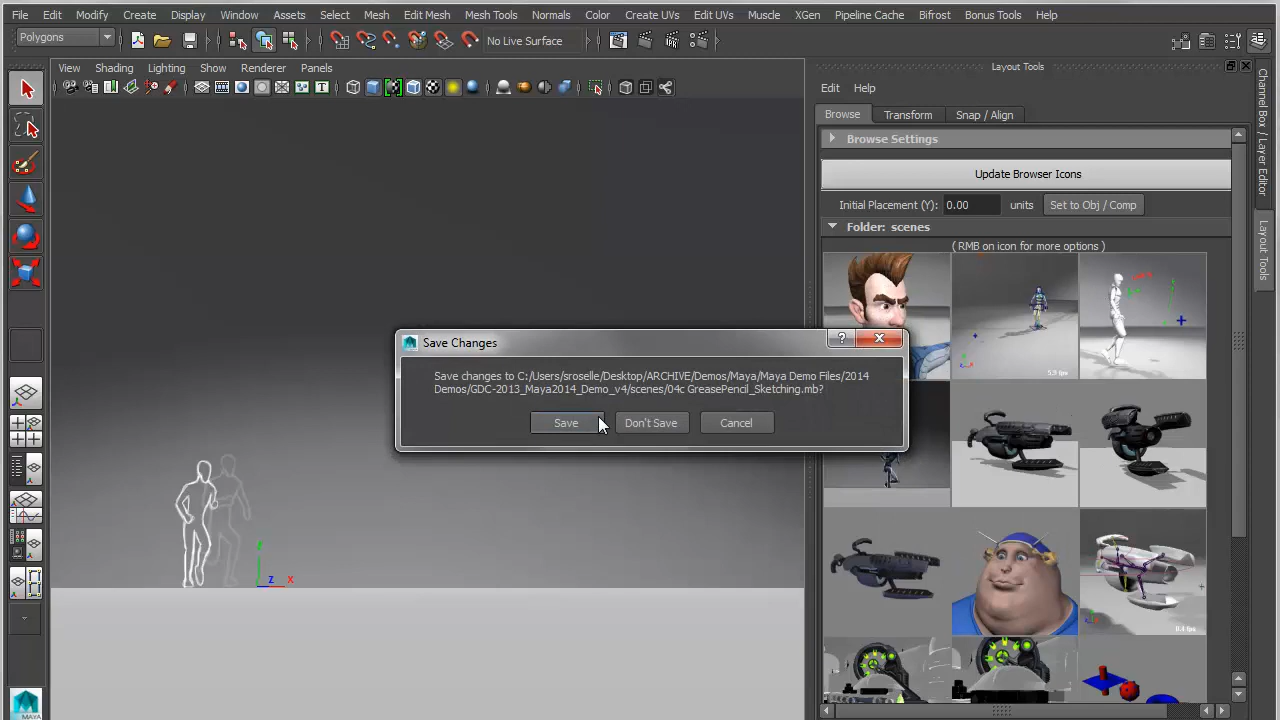 File Edit Modify Create Display Window Assets Select Mesh Edit Mesh Mesh Tools Normals Color Create UVs Edit UVs Muscle XGen Pipeline Cache Bifrost Bonus Tools Help
Polygons
No Live Surface
View Shading Lighting Show Renderer Panels
Layout Tools
Edit Help
Browse Transform Snap / Align
Browse Settings
Update Browser Icons
Initial Placement (Y): 0.00 units Set to Obj / Comp
Folder: scenes
( RMB on icon for more options )
Channel Box / Layer Editor
Layout Tools
5.9 fps
Save Changes
Save changes to C:/Users/sroselle/Desktop/ARCHIVE/Demos/Maya/Maya Demo Files/2014
Demos/GDC-2013_Maya2014_Demo_v4/scenes/04c GreasePencil_Sketching.mb?
Save Don't Save Cancel
z x
MAYA